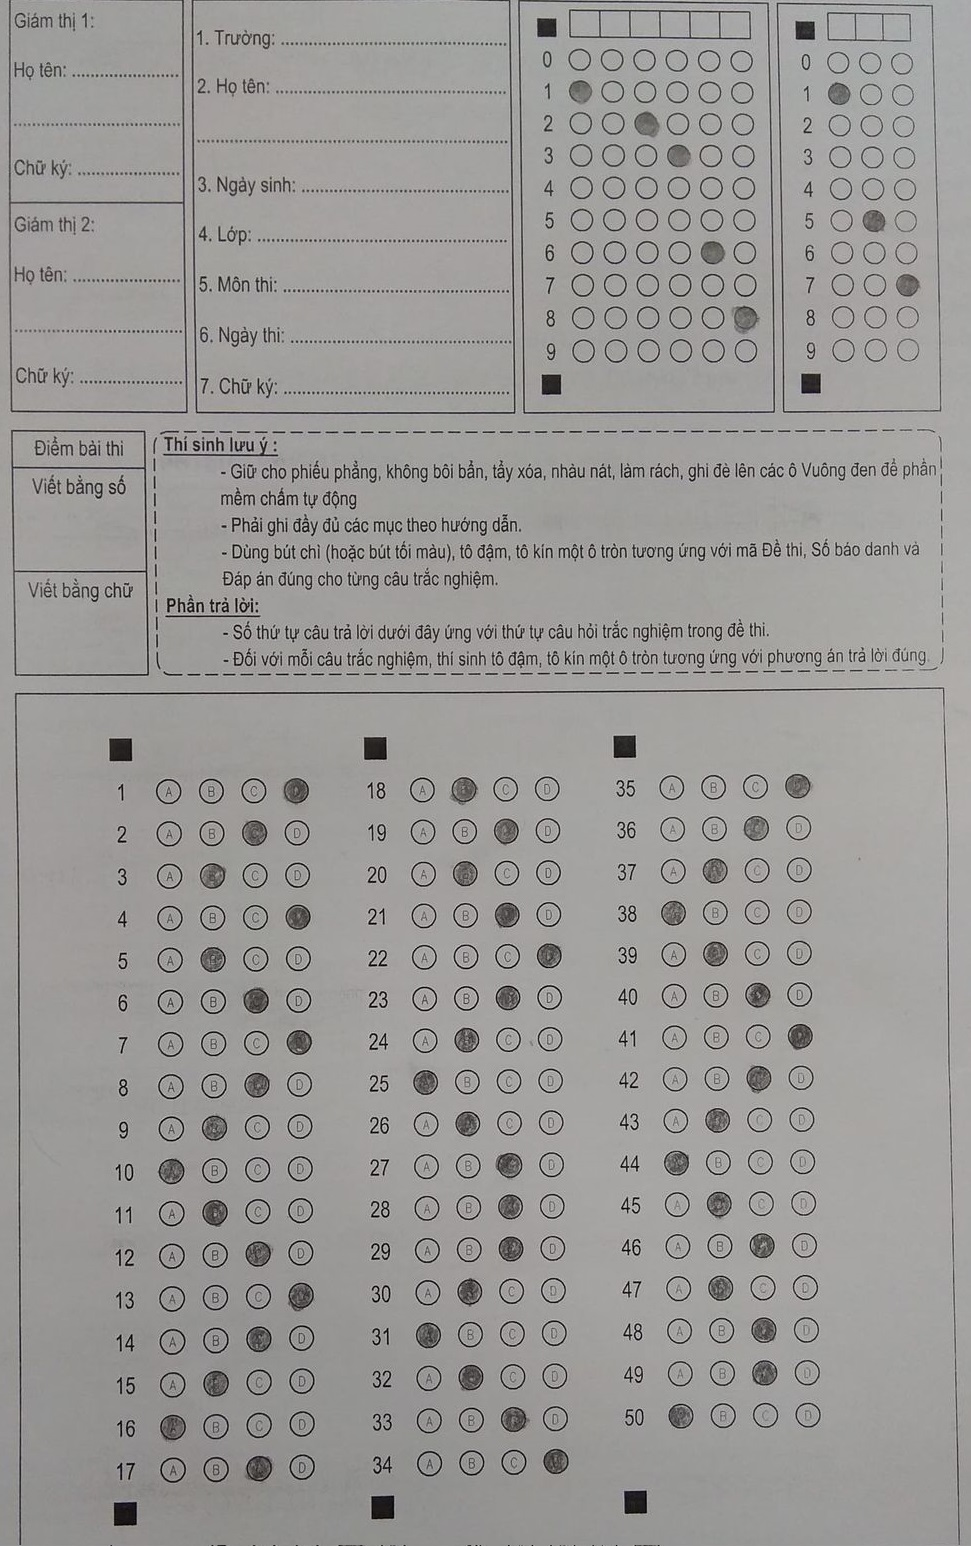 Giám thị 1:
Họ tên:
Chữ ký:
Giám thị 2:
Họ tên:
Chữ ký:
1. Trường:
2. Họ tên:
3. Ngày sinh:
4. Lớp:
5. Môn thi:
6. Ngày thi:
7. Chữ ký:
0
1
2
3
4
5
6
7
8
9
0
1
2
3
4
5
6
7
8
9
Điểm bài thi
Viết bằng số
Viết bằng chữ
Thí sinh lưu ý :
- Giữ cho phiếu phẳng, không bôi bẩn, tẩy xóa, nhàu nát, làm rách, ghi đè lên các ô Vuông đen để phần
mềm chấm tự động
- Phải ghi đầy đủ các mục theo hướng dẫn.
- Dùng bút chì (hoặc bút tối màu), tô đậm, tô kín một ô tròn tương ứng với mã Đề thi, Số báo danh và
Đáp án đúng cho từng câu trắc nghiệm.
Phần trả lời:
- Số thứ tự câu trả lời dưới đây ứng với thứ tự câu hỏi trắc nghiệm trong đề thi.
- Đối với mỗi câu trắc nghiệm, thí sinh tô đậm, tô kín một ô tròn tương ứng với phương án trả lời đúng.
1 A B C
2 A B D
3 A C D
4 A B C
5 A C D
6 A B D
7 A B C
8 A B D
9 A C D
10 B C D
11 A C D
12 A B D
13 A B C
14 A B D
15 A C D
16 B C D
17 A B D
18 A C D
19 A B D
20 A C D
21 A B D
22 A B C
23 A B D
24 A C D
25 B C D
26 A C D
27 A B D
28 A B D
29 A B D
30 A C D
31 B C D
32 A C D
33 A B D
34 A B C
35 A B C
36 A B D
37 A C D
38 B C D
39 A C D
40 A B D
41 A B C
42 A B D
43 A C D
44 B C D
45 A C D
46 A B D
47 A C D
48 A B D
49 A B D
50 B C D